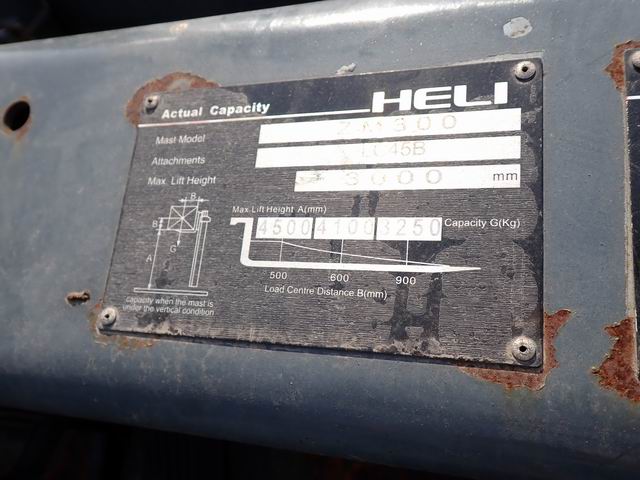 Actual Capacity HELI
Mast Model
Attachments
Max. Lift Height 3000 mm
B
B
G
A
Max. Lift Height A(mm)
4500 4100 3250 Capacity G(Kg)
500 600 900
Load Centre Distance B(mm)
capacity when the mast is
under the vertical condition